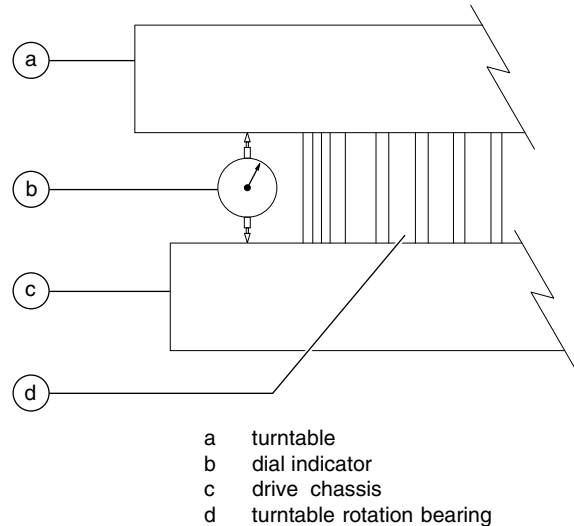 a
b
c
d
a turntable
b dial indicator
c drive chassis
d turntable rotation bearing